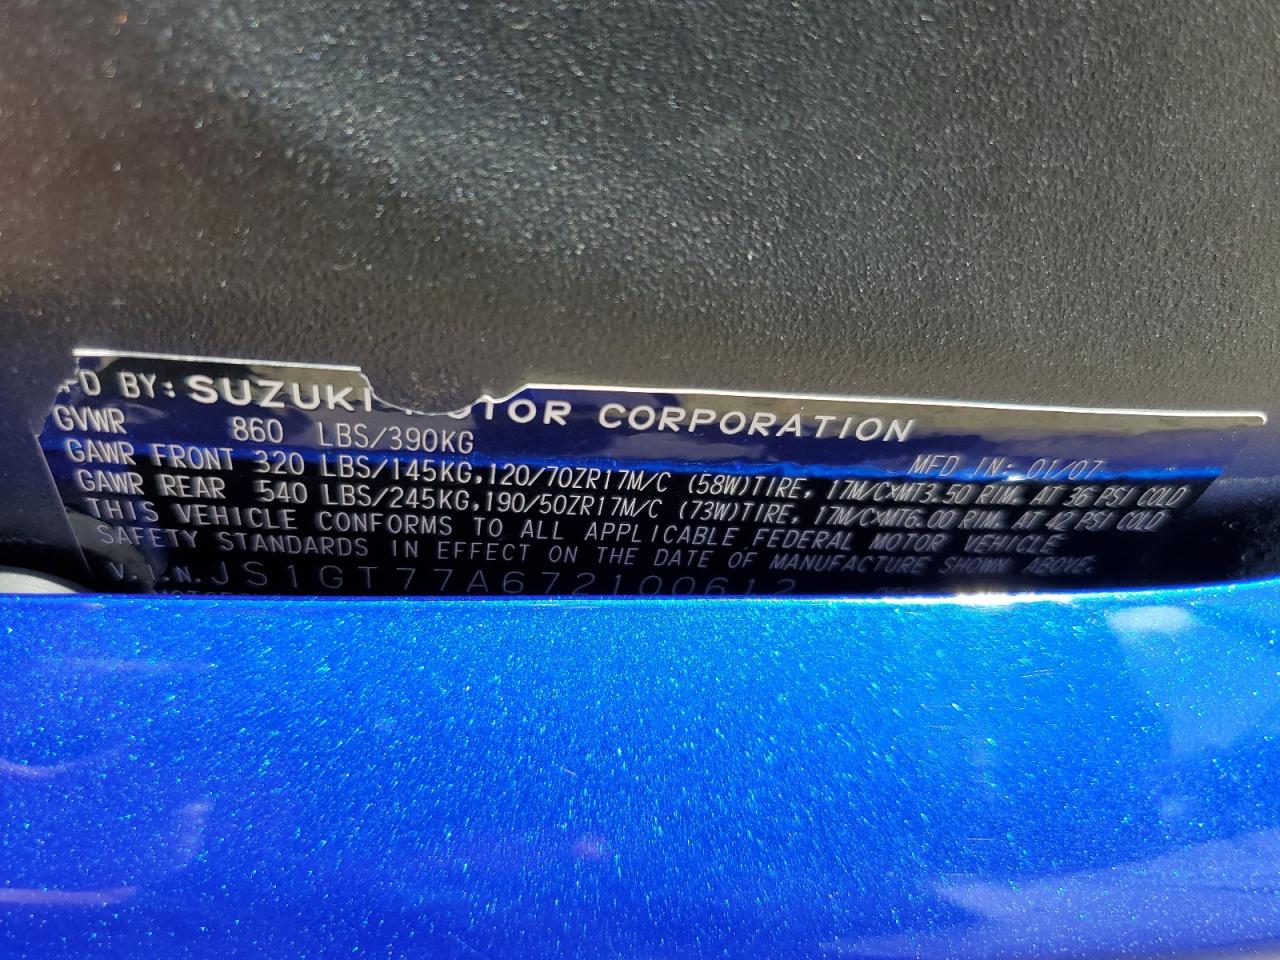 FD BY: SUZUKI MOTOR CORPORATION
GVWR 860 LBS/390KG MFD IN: 01/07
GAWR FRONT 320 LBS/145KG,120/70ZR17M/C (58W)TIRE, 17M/C×MT3.50 RIM, AT 36 PSI COLD
GAWR REAR 540 LBS/245KG,190/50ZR17M/C (73W)TIRE, 17M/C×MT6.00 RIM, AT 42 PSI COLD
THIS VEHICLE CONFORMS TO ALL APPLICABLE FEDERAL MOTOR VEHICLE
SAFETY STANDARDS IN EFFECT ON THE DATE OF MANUFACTURE SHOWN ABOVE.
V.I.N. JS1GT77A672100612